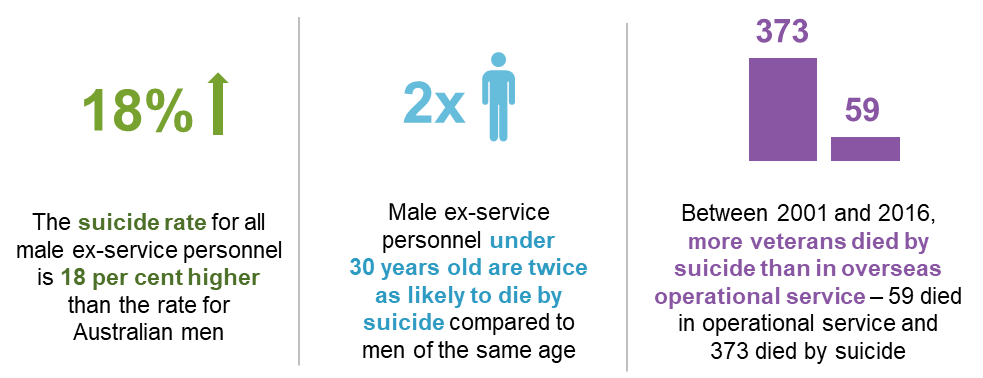 18%
The suicide rate for all
male ex-service personnel
is 18 per cent higher
than the rate for
Australian men
2x
Male ex-service
personnel under
30 years old are twice
as likely to die by
suicide compared to
men of the same age
373
59
Between 2001 and 2016,
more veterans died by
suicide than in overseas
operational service – 59 died
in operational service and
373 died by suicide